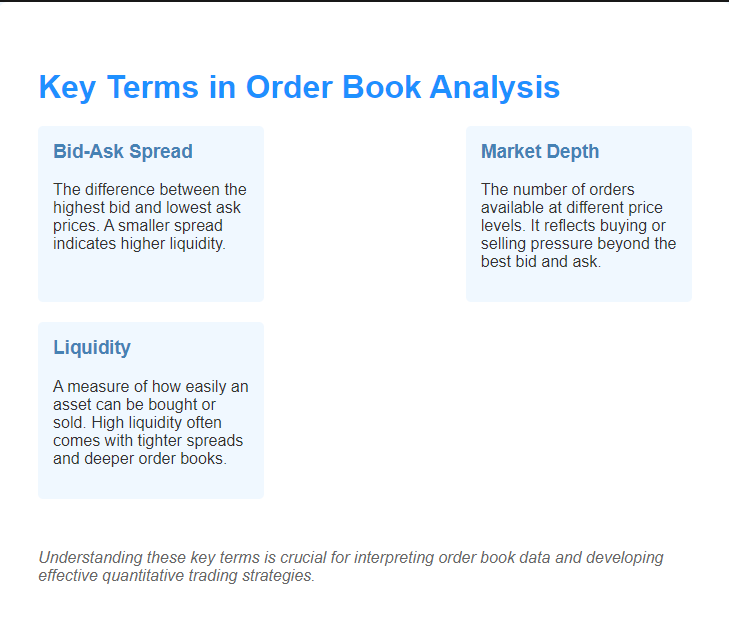 Key Terms in Order Book Analysis
Bid-Ask Spread
The difference between the
highest bid and lowest ask
prices. A smaller spread
indicates higher liquidity.
Market Depth
The number of orders
available at different price
levels. It reflects buying or
selling pressure beyond the
best bid and ask.
Liquidity
A measure of how easily an
asset can be bought or
sold. High liquidity often
comes with tighter spreads
and deeper order books.
Understanding these key terms is crucial for interpreting order book data and developing
effective quantitative trading strategies.